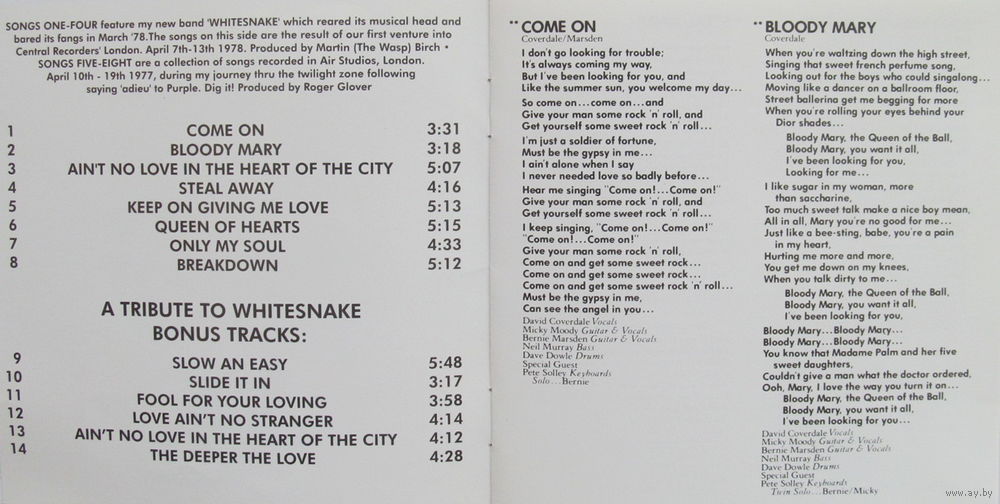 SONGS ONE-FOUR feature my new band 'WHITESNAKE' which reared its musical head and
bared its fangs in March '78.The songs on this side are the result of our first venture into
Central Recorders' London. April 7th-13th 1978. Produced by Martin (The Wasp) Birch •
SONGS FIVE-EIGHT are a collection of songs recorded in Air Studios, London.
April 10th - 19th 1977, during my journey thru the twilight zone following
saying 'adieu' to Purple. Dig it! Produced by Roger Glover
1 COME ON 3:31
2 BLOODY MARY 3:18
3 AIN'T NO LOVE IN THE HEART OF THE CITY 5:07
4 STEAL AWAY 4:16
5 KEEP ON GIVING ME LOVE 5:13
6 QUEEN OF HEARTS 5:15
7 ONLY MY SOUL 4:33
8 BREAKDOWN 5:12
A TRIBUTE TO WHITESNAKE
BONUS TRACKS:
9 SLOW AN EASY 5:48
10 SLIDE IT IN 3:17
11 FOOL FOR YOUR LOVING 3:58
12 LOVE AIN'T NO STRANGER 4:14
13 AIN'T NO LOVE IN THE HEART OF THE CITY 4:12
14 THE DEEPER THE LOVE 4:28
¨COME ON
Coverdale/Marsden
I don't go looking for trouble;
It's always coming my way,
But I've been looking for you, and
Like the summer sun, you welcome my day...
So come on...come on...and
Give your man some rock 'n' roll, and
Get yourself some sweet rock 'n' roll...
I'm just a soldier of fortune,
Must be the gypsy in me...
I ain't alone when I say
I never needed love so badly before...
Hear me singing "Come on!...Come on!"
Give your man some rock 'n' roll, and
Get yourself some sweet rock 'n' roll...
I keep singing, "Come on!...Come on!"
"Come on!...Come on!"
Give your man some rock 'n' roll,
Come on and get some sweet rock...
Come on and get some sweet rock...
Come on and get some sweet rock 'n' roll...
Must be the gypsy in me,
Can see the angel in you...
David Coverdale Vocals
Micky Moody Guitar & Vocals
Bernie Marsden Guitar & Vocals
Neil Murray Bass
Dave Dowle Drums
Special Guest
Pete Solley Keyboards
Solo...Bernie
¨BLOODY MARY
Coverdale
When you're waltzing down the high street,
Singing that sweet french perfume song,
Looking out for the boys who could singalong...
Moving like a dancer on a ballroom floor,
Street ballerina get me begging for more
When you're rolling your eyes behind your
Dior shades...
Bloody Mary, the Queen of the Ball,
Bloody Mary, you want it all,
I've been looking for you,
Looking for me...
I like sugar in my woman, more
than saccharine,
Too much sweet talk make a nice boy mean,
All in all, Mary you're no good for me...
Just like a bee-sting, babe, you're a pain
in my heart,
Hurting me more and more,
You get me down on my knees,
When you talk dirty to me...
Bloody Mary, the Queen of the Ball,
Bloody Mary, you want it all,
I've been looking for you,
Bloody Mary...Bloody Mary...
Bloody Mary...Bloody Mary...
You know that Madame Palm and her five
sweet daughters,
Couldn't give a man what the doctor ordered,
Ooh, Mary, I love the way you turn it on...
Bloody Mary, the Queen of the Ball,
Bloody Mary, you want it all,
I've been looking for you...
David Coverdale Vocals
Micky Moody Guitar & Vocals
Bernie Marsden Guitar & Vocals
Neil Murray Bass
Dave Dowle Drums
Special Guest
Pete Solley Keyboards
Twin Solo...Bernie/Micky
www.ay.by